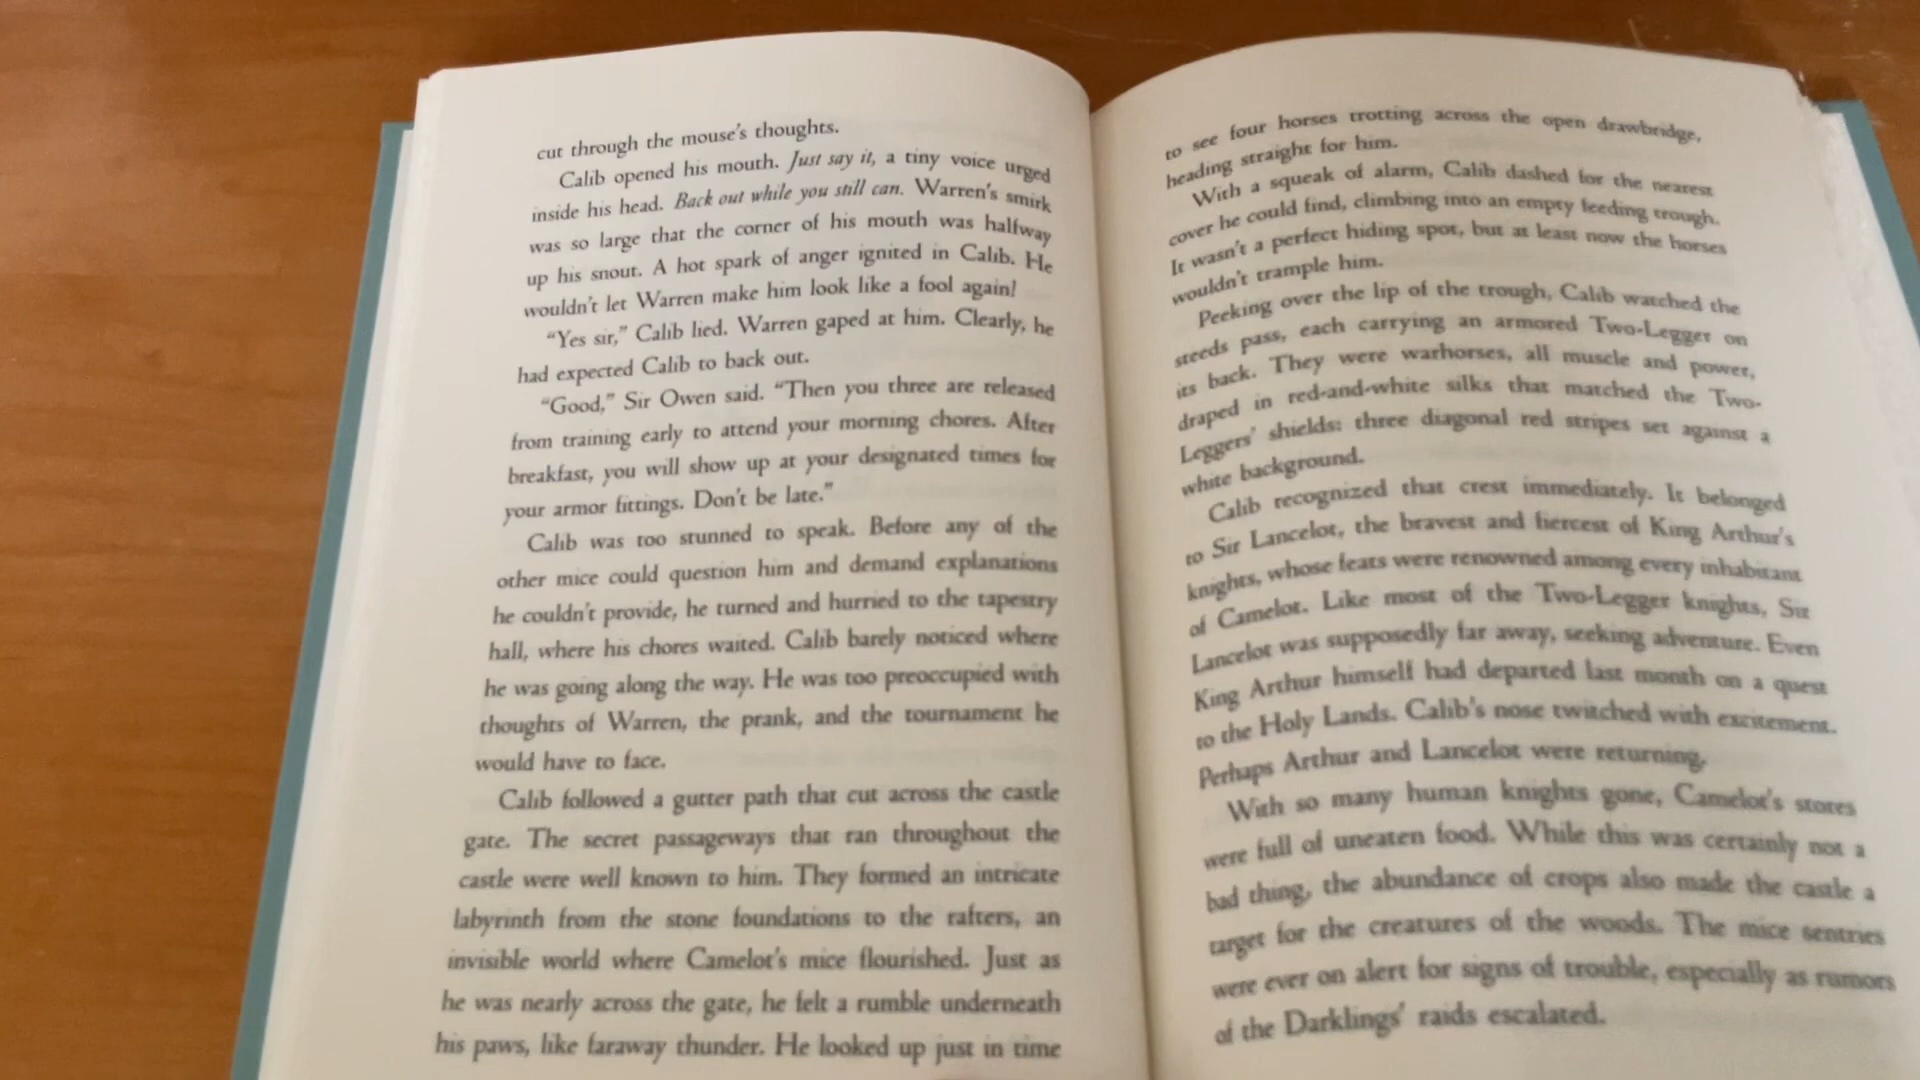 cut through the mouse's thoughts.
Calib opened his mouth. Just say it, a tiny voice urged
inside his head. Back out while you still can. Warren's smirk
was so large that the corner of his mouth was halfway
up his snout. A hot spark of anger ignited in Calib. He
wouldn't let Warren make him look like a fool again!
“Yes sir,” Calib lied. Warren gaped at him. Clearly, he
had expected Calib to back out.
“Good,” Sir Owen said. “Then you three are released
from training early to attend your morning chores. After
breakfast, you will show up at your designated times for
your armor fittings. Don't be late.”
Calib was too stunned to speak. Before any of the
other mice could question him and demand explanations
he couldn't provide, he turned and hurried to the tapestry
hall, where his chores waited. Calib barely noticed where
he was going along the way. He was too preoccupied with
thoughts of Warren, the prank, and the tournament he
would have to face.
Calib followed a gutter path that cut across the castle
gate. The secret passageways that ran throughout the
castle were well known to him. They formed an intricate
labyrinth from the stone foundations to the rafters, an
invisible world where Camelot's mice flourished. Just as
he was nearly across the gate, he felt a rumble underneath
his paws, like faraway thunder. He looked up just in time
to see four horses trotting across the open drawbridge,
heading straight for him.
With a squeak of alarm, Calib dashed for the nearest
cover he could find, climbing into an empty feeding trough.
It wasn't a perfect hiding spot, but at least now the horses
wouldn't trample him.
Peeking over the lip of the trough, Calib watched the
steeds pass, each carrying an armored Two-Legger on
its back. They were warhorses, all muscle and power,
draped in red-and-white silks that matched the Two-
Leggers' shields: three diagonal red stripes set against a
white background.
Calib recognized that crest immediately. It belonged
to Sir Lancelot, the bravest and fiercest of King Arthur's
knights, whose feats were renowned among every inhabitant
of Camelot. Like most of the Two-Legger knights, Sir
Lancelot was supposedly far away, seeking adventure. Even
King Arthur himself had departed last month on a quest
to the Holy Lands. Calib's nose twitched with excitement.
Perhaps Arthur and Lancelot were returning.
With so many human knights gone, Camelot's stores
were full of uneaten food. While this was certainly not a
bad thing, the abundance of crops also made the castle a
target for the creatures of the woods. The mice sentries
were ever on alert for signs of trouble, especially as rumors
of the Darklings' raids escalated.